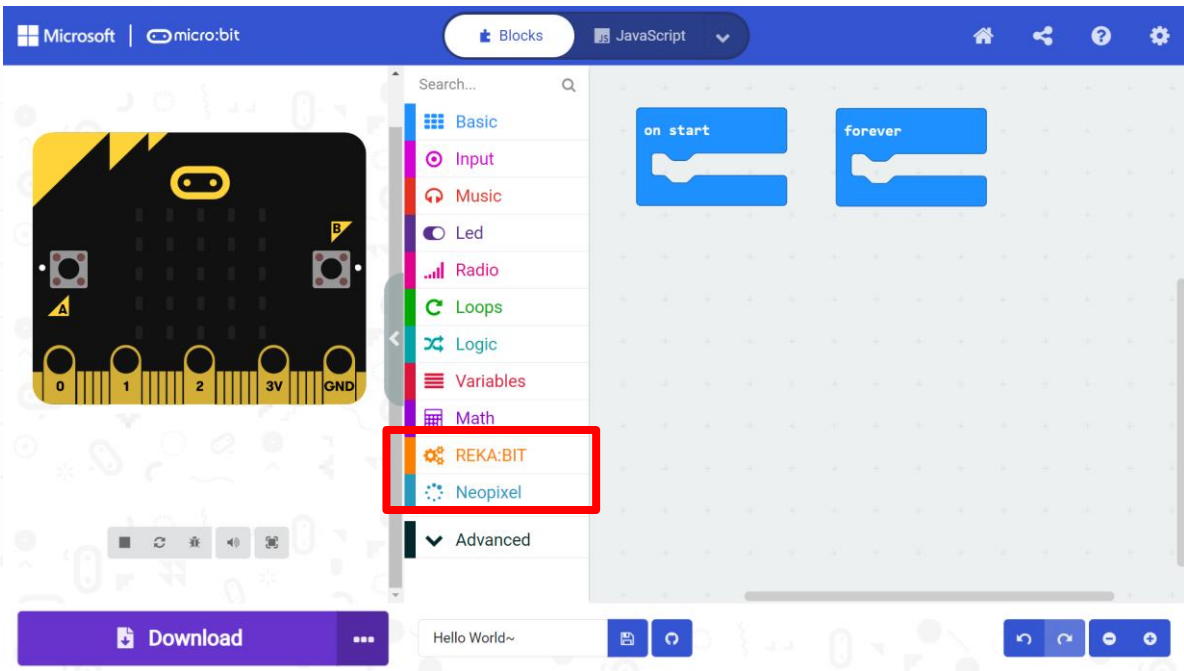 Microsoft micro:bit Blocks JS JavaScript
Search...
Basic
Input
Music
Led
Radio
Loops
Logic
Variables
Math
REKA:BIT
Neopixel
Advanced
on start
forever
B
A
0 1 2 3V GND
Download
Hello World~